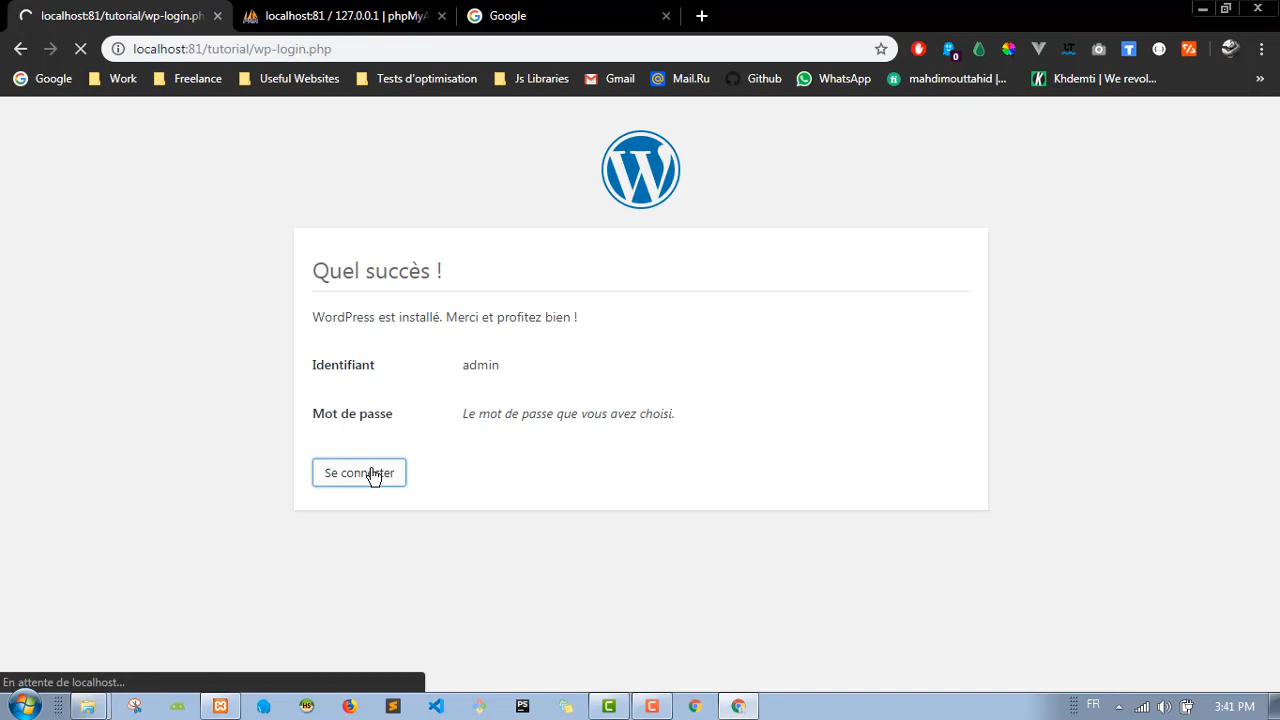 localhost:81/tutorial/wp-login.ph
localhost:81 / 127.0.0.1 | phpMyA
Google
localhost:81/tutorial/wp-login.php
0
Google
Work
Freelance
Useful Websites
Tests d'optimisation
Js Libraries
Gmail
Mail.Ru
Github
WhatsApp
mahdimouttahid |...
Khdemti | We revol...
»
Quel succès !
WordPress est installé. Merci et profitez bien !
Identifiant
admin
Mot de passe
Le mot de passe que vous avez choisi.
Se connecter
En attente de localhost...
FR
3:41 PM